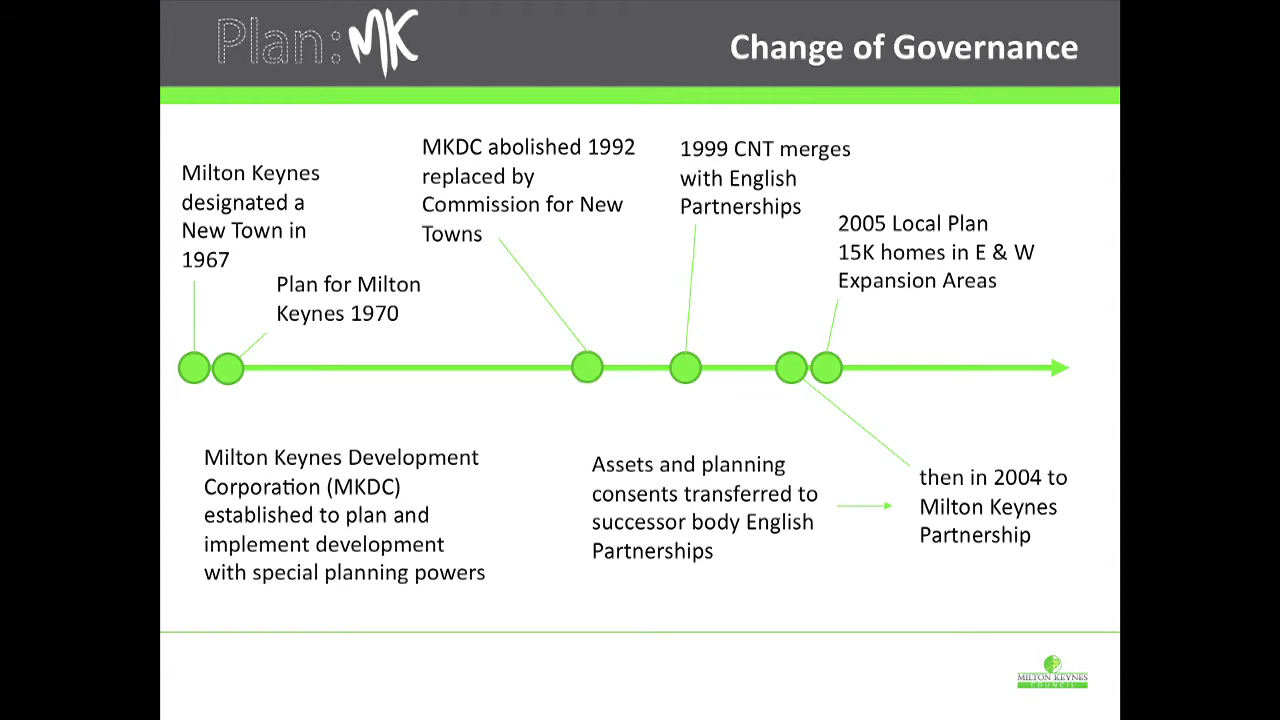 Plan:MK
Change of Governance
Milton Keynes
designated a
New Town in
1967
Plan for Milton
Keynes 1970
MKDC abolished 1992
replaced by
Commission for New
Towns
1999 CNT merges
with English
Partnerships
2005 Local Plan
15K homes in E & W
Expansion Areas
Milton Keynes Development
Corporation (MKDC)
established to plan and
implement development
with special planning powers
Assets and planning
consents transferred to
successor body English
Partnerships
then in 2004 to
Milton Keynes
Partnership
MILTON KEYNES
COUNCIL